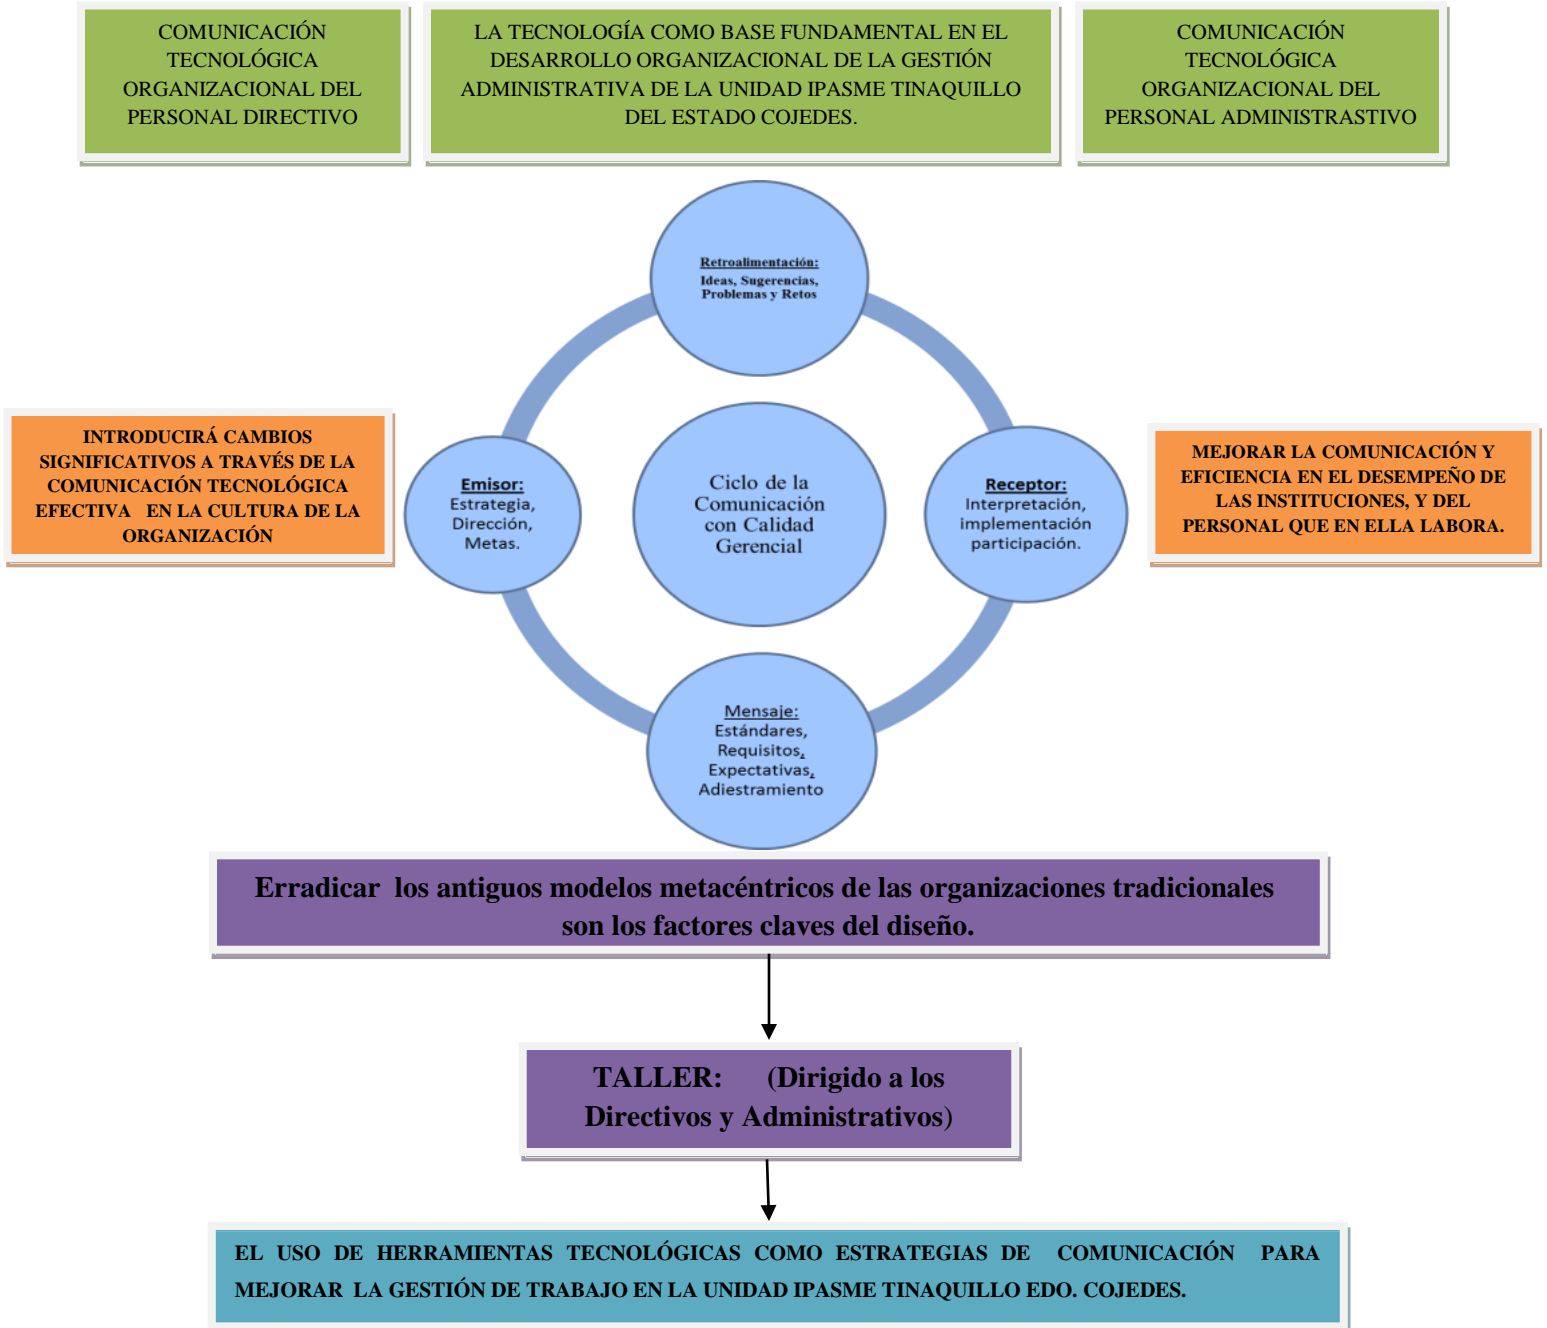 COMUNICACIÓN
TECNOLÓGICA
ORGANIZACIONAL DEL
PERSONAL DIRECTIVO
LA TECNOLOGÍA COMO BASE FUNDAMENTAL EN EL
DESARROLLO ORGANIZACIONAL DE LA GESTIÓN
ADMINISTRATIVA DE LA UNIDAD IPASME TINAQUILLO
DEL ESTADO COJEDES.
COMUNICACIÓN
TECNOLÓGICA
ORGANIZACIONAL DEL
PERSONAL ADMINISTRASTIVO
Retroalimentación:
Ideas, Sugerencias,
Problemas y Retos
INTRODUCIRÁ CAMBIOS
SIGNIFICATIVOS A TRAVÉS DE LA
COMUNICACIÓN TECNOLÓGICA
EFECTIVA EN LA CULTURA DE LA
ORGANIZACIÓN
Emisor:
Estrategia,
Dirección,
Metas.
Ciclo de la
Comunicación
con Calidad
Gerencial
Receptor:
Interpretación,
implementación
participación.
MEJORAR LA COMUNICACIÓN Y
EFICIENCIA EN EL DESEMPEÑO DE
LAS INSTITUCIONES, Y DEL
PERSONAL QUE EN ELLA LABORA.
Mensaje:
Estándares,
Requisitos,
Expectativas,
Adiestramiento
Erradicar los antiguos modelos metacéntricos de las organizaciones tradicionales
son los factores claves del diseño.
TALLER: (Dirigido a los
Directivos y Administrativos)
EL USO DE HERRAMIENTAS TECNOLÓGICAS COMO ESTRATEGIAS DE COMUNICACIÓN PARA
MEJORAR LA GESTIÓN DE TRABAJO EN LA UNIDAD IPASME TINAQUILLO EDO. COJEDES.